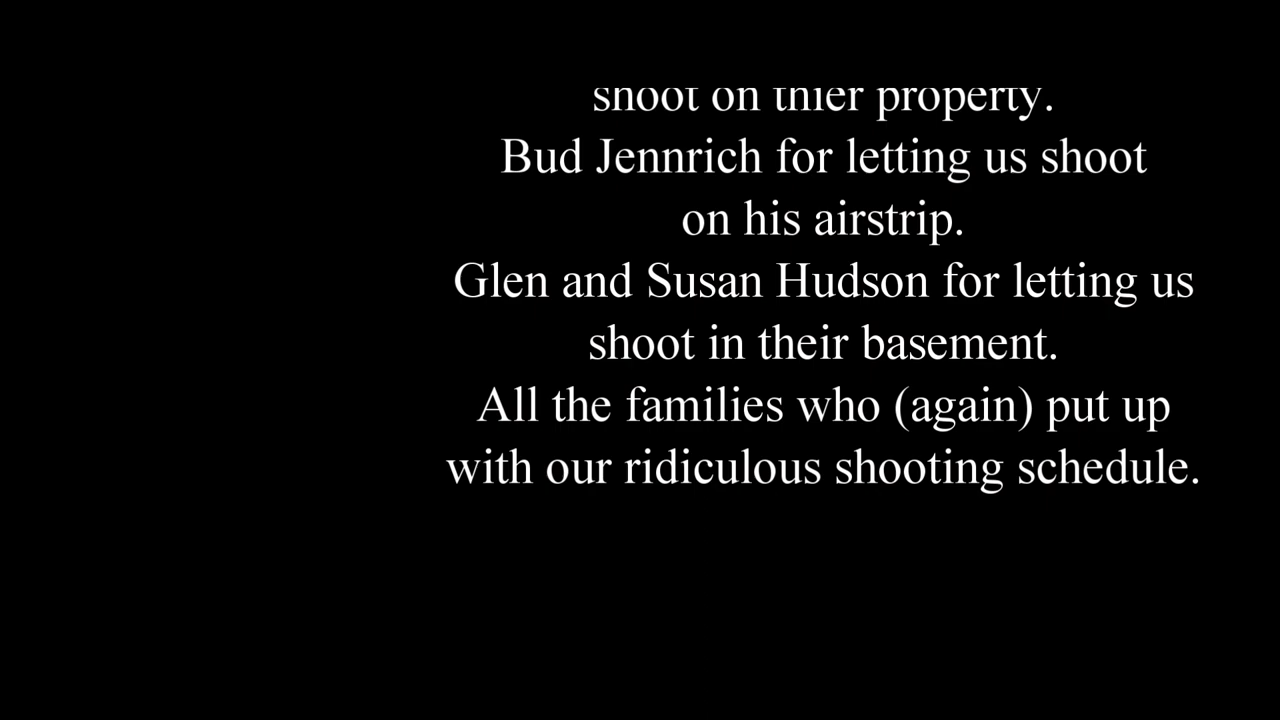 shoot on thier property.
Bud Jennrich for letting us shoot
on his airstrip.
Glen and Susan Hudson for letting us
shoot in their basement.
All the families who (again) put up
with our ridiculous shooting schedule.